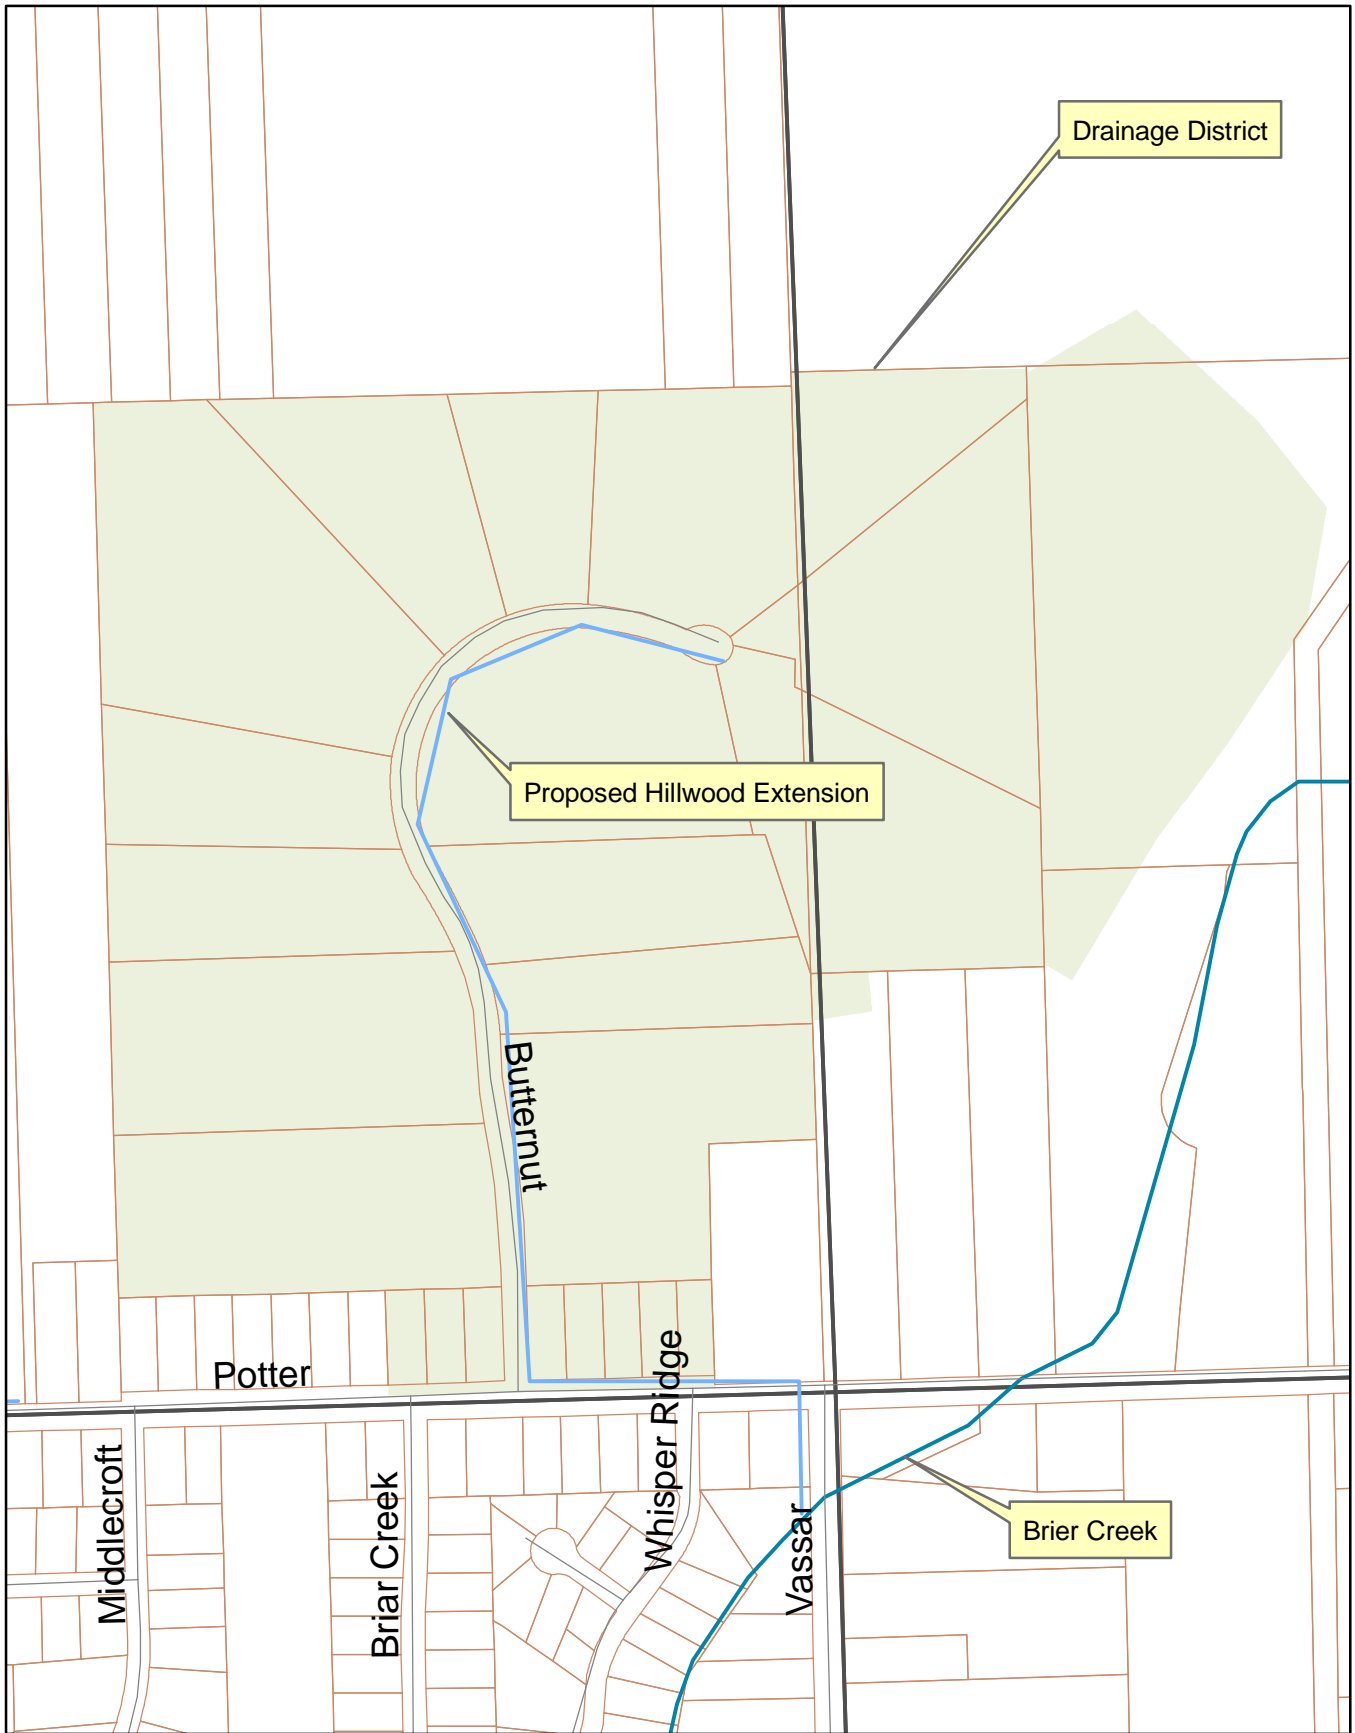 Drainage District
Proposed Hillwood Extension
Butternut
Potter
Whisper Ridge
Middlecroft
Briar Creek
Vassar
Brier Creek